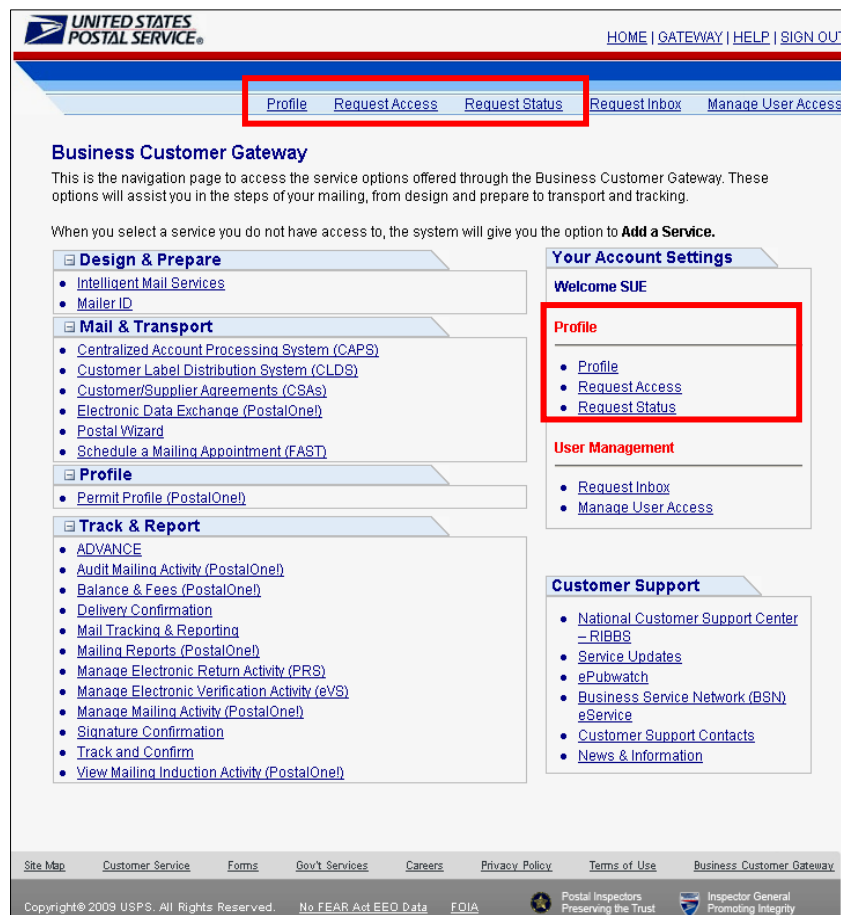 UNITED STATES
POSTAL SERVICE®
HOME | GATEWAY | HELP | SIGN OUT
Profile Request Access Request Status Request Inbox Manage User Access
Business Customer Gateway
This is the navigation page to access the service options offered through the Business Customer Gateway. These
options will assist you in the steps of your mailing, from design and prepare to transport and tracking.
When you select a service you do not have access to, the system will give you the option to Add a Service.
Design & Prepare
• Intelligent Mail Services
• Mailer ID
Mail & Transport
• Centralized Account Processing System (CAPS)
• Customer Label Distribution System (CLDS)
• Customer/Supplier Agreements (CSAs)
• Electronic Data Exchange (PostalOne!)
• Postal Wizard
• Schedule a Mailing Appointment (FAST)
Profile
• Permit Profile (PostalOne!)
Track & Report
• ADVANCE
• Audit Mailing Activity (PostalOne!)
• Balance & Fees (PostalOne!)
• Delivery Confirmation
• Mail Tracking & Reporting
• Mailing Reports (PostalOne!)
• Manage Electronic Return Activity (PRS)
• Manage Electronic Verification Activity (eVS)
• Manage Mailing Activity (PostalOne!)
• Signature Confirmation
• Track and Confirm
• View Mailing Induction Activity (PostalOne!)
Your Account Settings
Welcome SUE
Profile
• Profile
• Request Access
• Request Status
User Management
• Request Inbox
• Manage User Access
Customer Support
• National Customer Support Center
– RIBBS
• Service Updates
• ePubwatch
• Business Service Network (BSN)
eService
• Customer Support Contacts
• News & Information
Site Map Customer Service Forms Gov't Services Careers Privacy Policy Terms of Use Business Customer Gateway
Copyright© 2009 USPS. All Rights Reserved. No FEAR Act EEO Data FOIA
Postal Inspectors
Preserving the Trust
Inspector General
Promoting Integrity